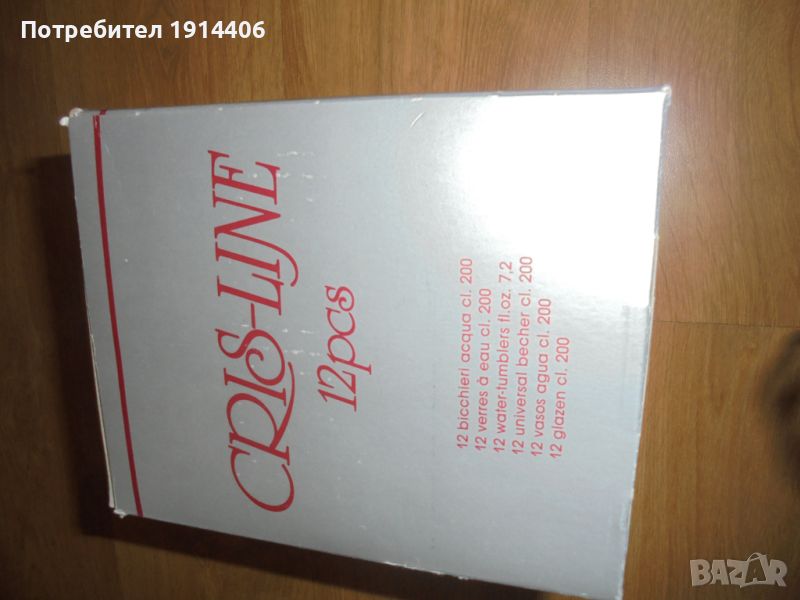 Потребител 1914406
CRIS-LINE
12pcs
12 bicchieri acqua cl. 200
12 verres à eau cl. 200
12 water-tumblers fl.oz. 7,2
12 universal becher cl. 200
12 vasos agua cl. 200
12 glazen cl. 200
BAZAR